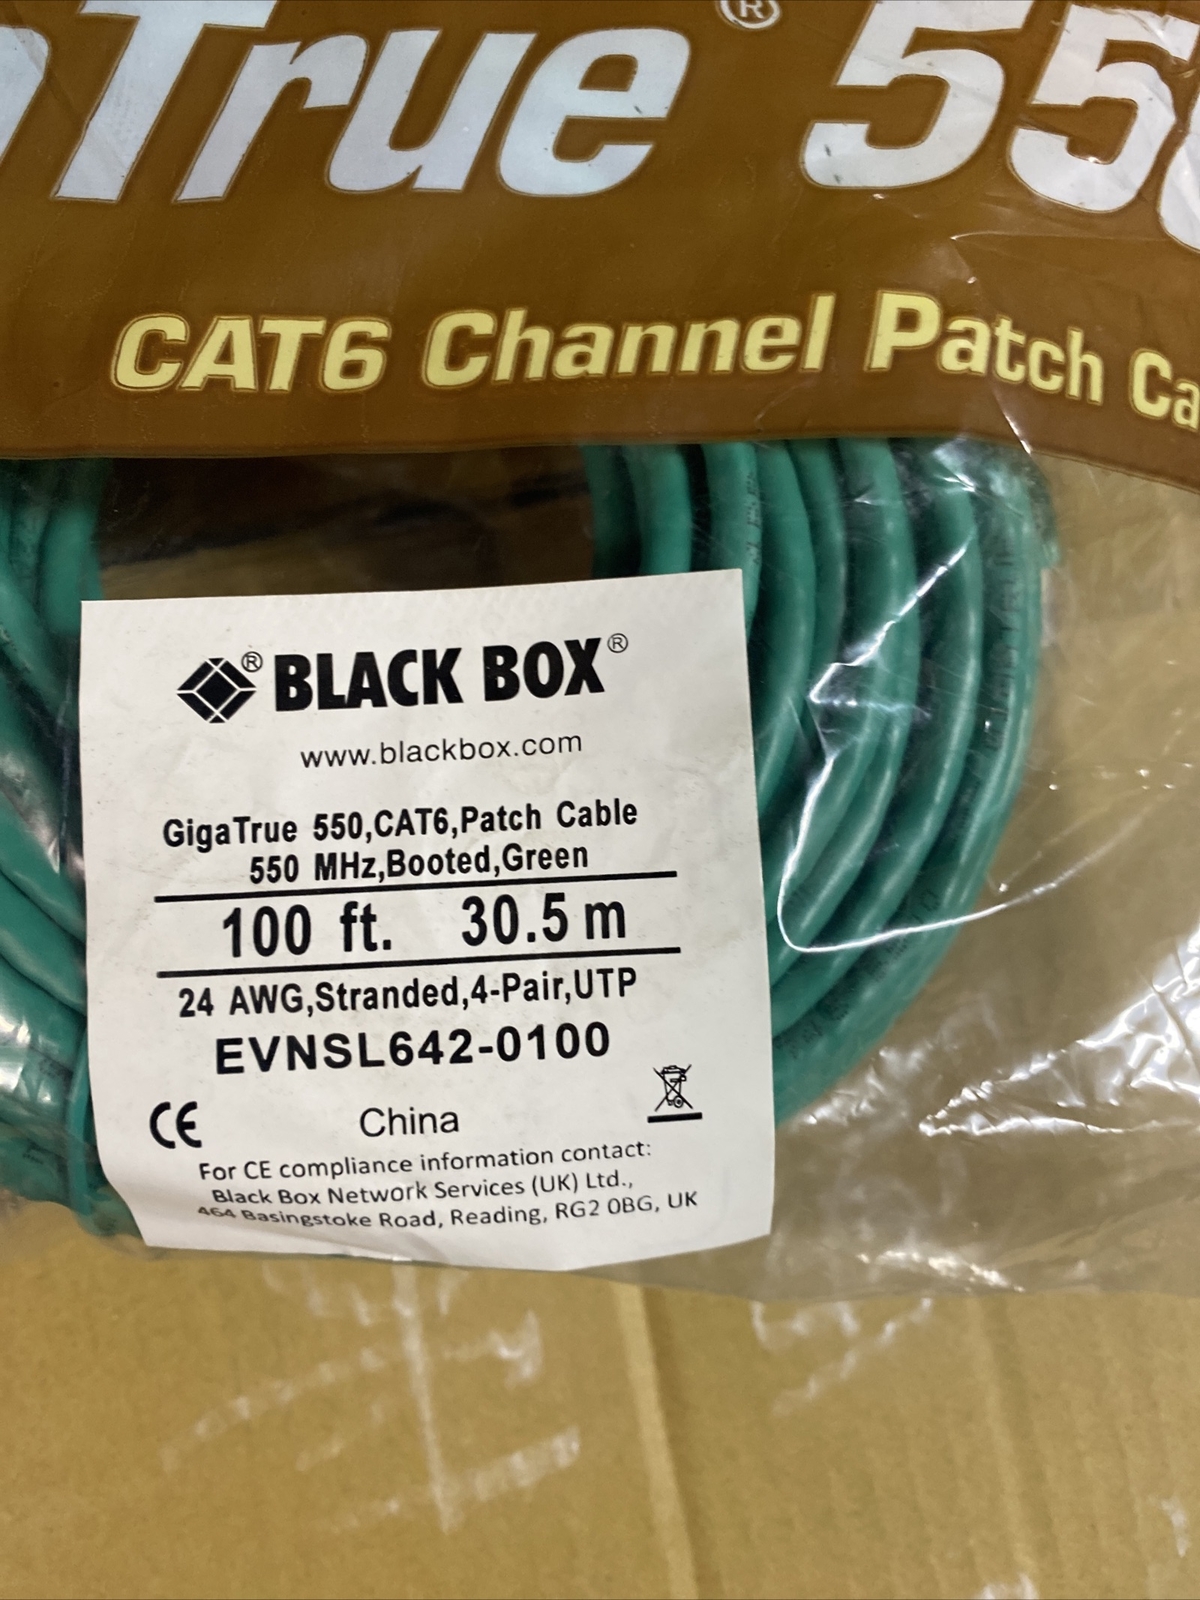 True® 55
CAT6 Channel Patch Ca
® BLACK BOX®
www.blackbox.com
GigaTrue 550,CAT6,Patch Cable
550 MHz,Booted,Green
100 ft. 30.5 m
24 AWG,Stranded,4-Pair,UTP
EVNSL642-0100
CE China
For CE compliance information contact:
Black Box Network Services (UK) Ltd.,
464 Basingstoke Road, Reading, RG2 0BG, UK